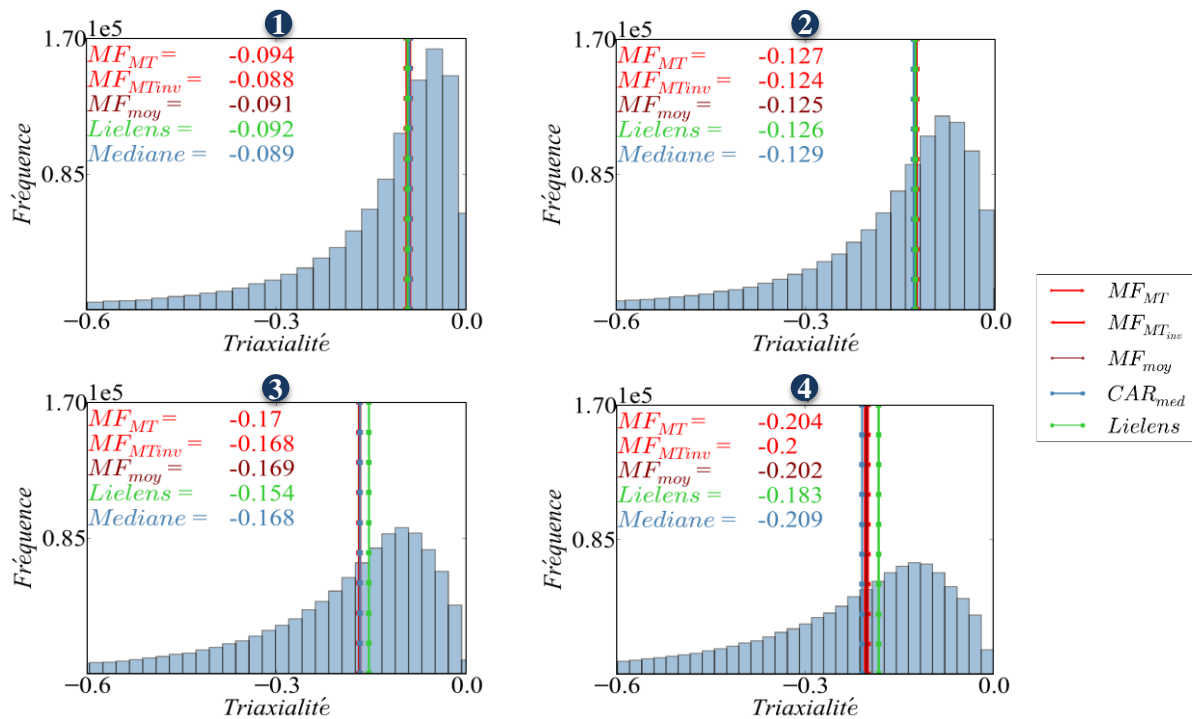 1
1e5
1.70
MF_MT = -0.094
MF_MTinv = -0.088
MF_moy = -0.091
Lielens = -0.092
Mediane = -0.089
0.85
Fréquence
−0.6 −0.3 0.0
Triaxialité
2
1e5
1.70
MF_MT = -0.127
MF_MTinv = -0.124
MF_moy = -0.125
Lielens = -0.126
Mediane = -0.129
0.85
Fréquence
−0.6 −0.3 0.0
Triaxialité
3
1e5
1.70
MF_MT = -0.17
MF_MTinv = -0.168
MF_moy = -0.169
Lielens = -0.154
Mediane = -0.168
0.85
Fréquence
−0.6 −0.3 0.0
Triaxialité
4
1e5
1.70
MF_MT = -0.204
MF_MTinv = -0.2
MF_moy = -0.202
Lielens = -0.183
Mediane = -0.209
0.85
Fréquence
−0.6 −0.3 0.0
Triaxialité
MF_MT
MF_MTinv
MF_moy
CAR_med
Lielens